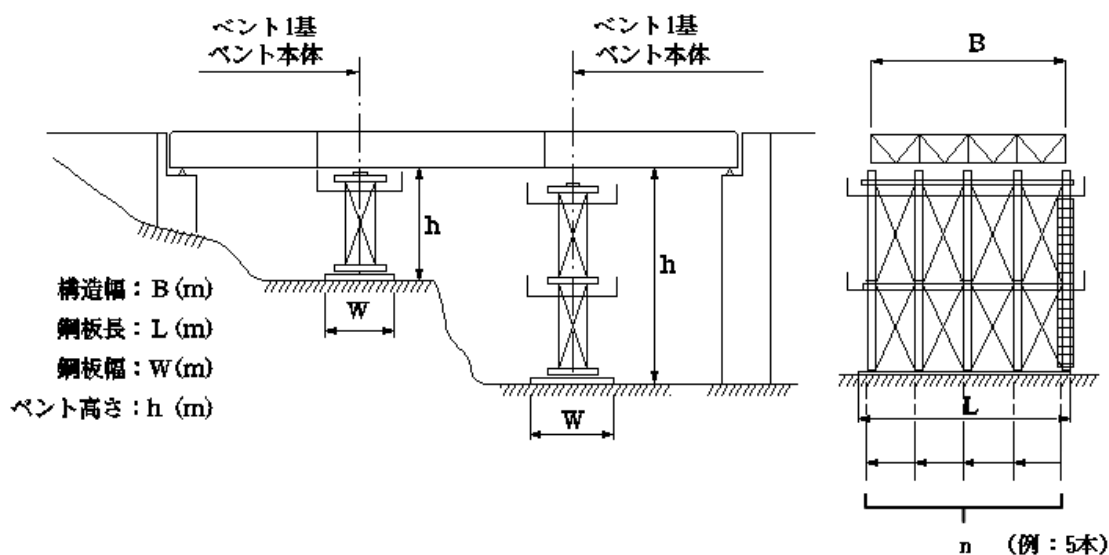 ベント1基
ベント本体
ベント1基
ベント本体
B
h
h
構造幅：B(m)
鋼板長：L(m)
鋼板幅：W(m)
ベント高さ：h (m)
W
W
L
n (例：5本)